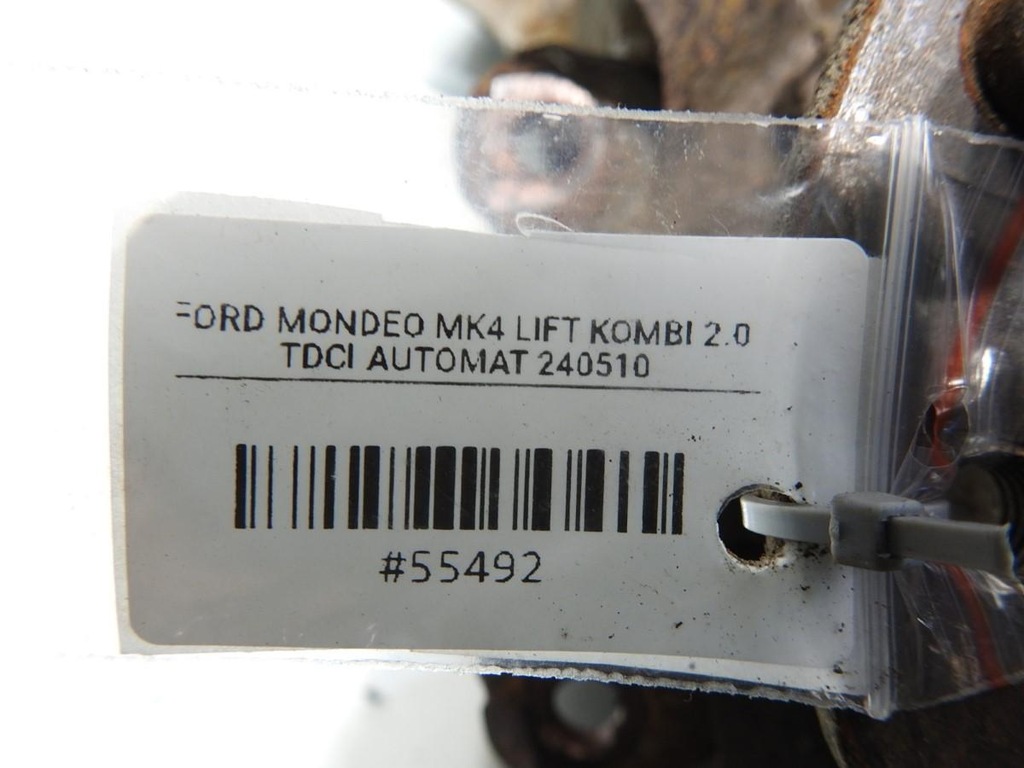 FORD MONDEO MK4 LIFT KOMBI 2.0
TDCI AUTOMAT 240510
#55492